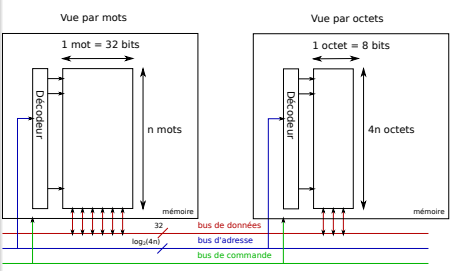 Vue par mots
1 mot = 32 bits
Décodeur
n mots
mémoire
Vue par octets
1 octet = 8 bits
Décodeur
4n octets
mémoire
32
bus de données
log₂(4n)
bus d'adresse
bus de commande